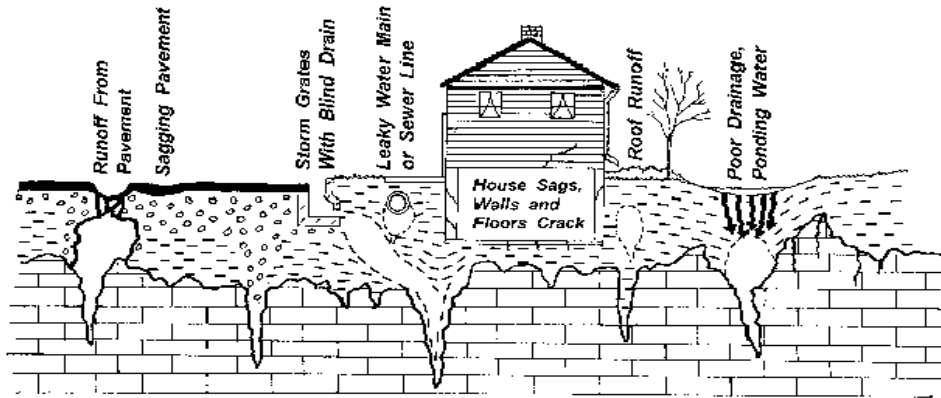 Runoff From
Pavement
Sagging Pavement
Storm Grates
With Blind Drain
Leaky Water Main
or Sewer Line
House Sags,
Walls and
Floors Crack
Roof Runoff
Poor Drainage,
Ponding Water